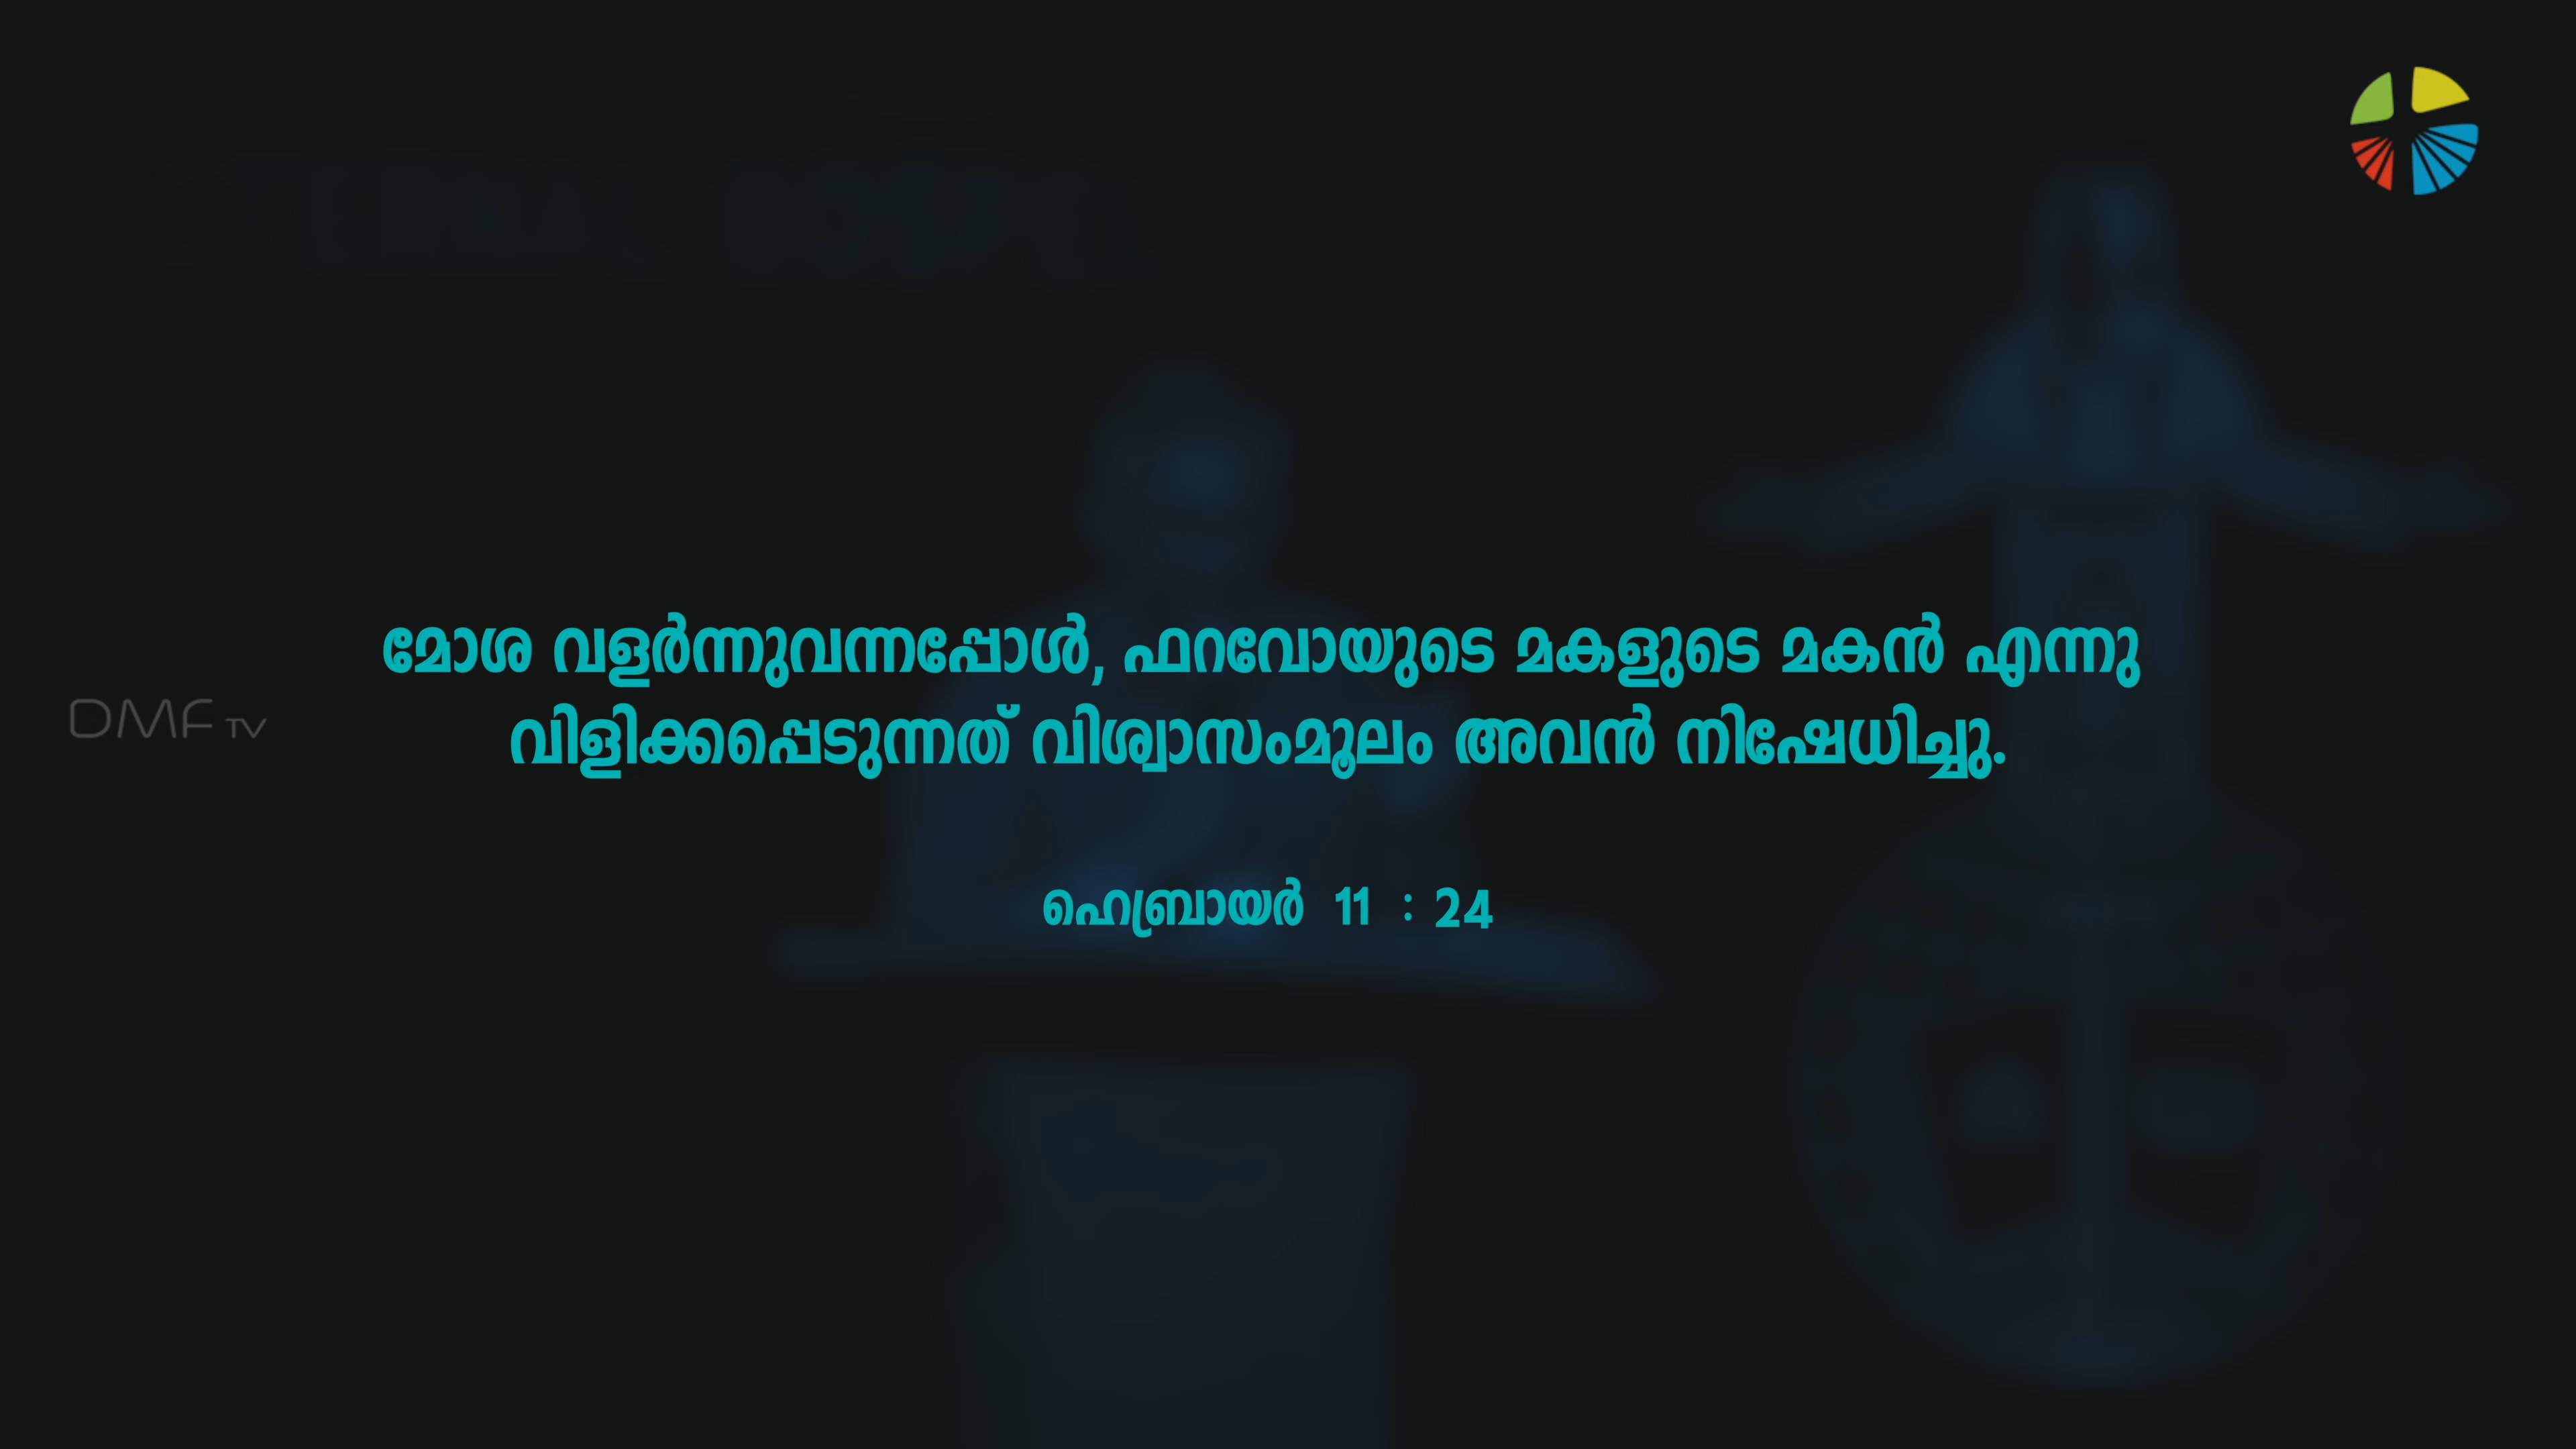 മോശ വളർന്നുവന്നപ്പോൾ, ഫറവോയുടെ മകളുടെ മകൻ എന്നു
വിളിക്കപ്പെടുന്നത് വിശ്വാസംമൂലം അവൻ നിഷേധിച്ചു.
DMF TV
ഹെബ്രായർ 11 : 24